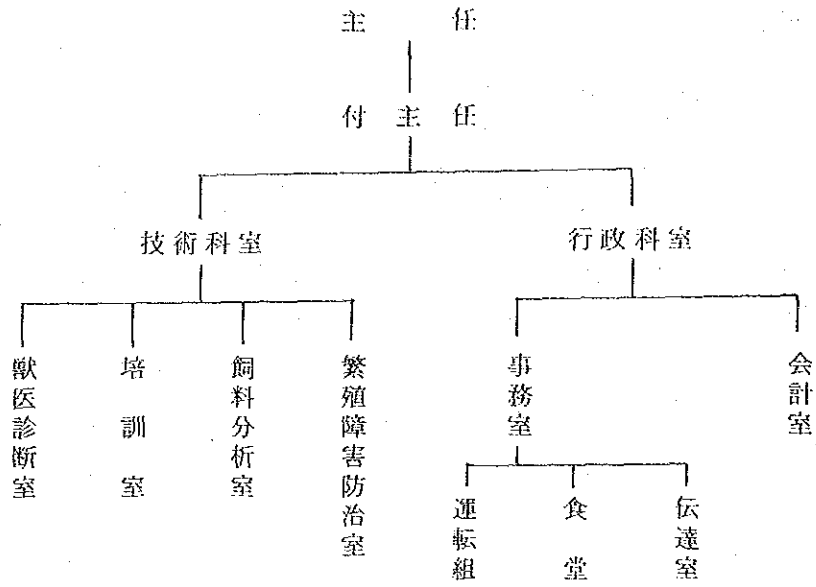 主任
付主任
技術科室
行政科室
獣医診断室
培訓室
飼料分析室
繁殖障害防治室
事務室
会計室
運転組
食堂
伝達室